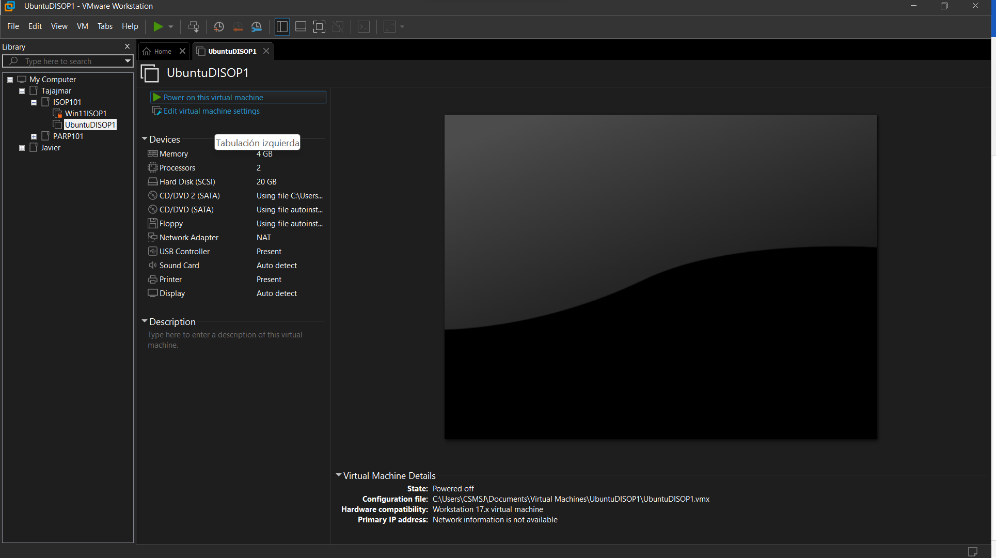 UbuntuDISOP1 - VMware Workstation
File Edit View VM Tabs Help
Library
Type here to search
My Computer
Tajajmar
ISOP101
Win11ISOP1
UbuntuDISOP1
PARP101
Javier
Home
UbuntuDISOP1
UbuntuDISOP1
Power on this virtual machine
Edit virtual machine settings
Tabulación izquierda
Devices
Memory 4 GB
Processors 2
Hard Disk (SCSI) 20 GB
CD/DVD 2 (SATA) Using file C:\Users...
CD/DVD (SATA) Using file autoinst...
Floppy Using file autoinst...
Network Adapter NAT
USB Controller Present
Sound Card Auto detect
Printer Present
Display Auto detect
Description
Type here to enter a description of this virtual
machine.
Virtual Machine Details
State: Powered off
Configuration file: C:\Users\CSMSJ\Documents\Virtual Machines\UbuntuDISOP1\UbuntuDISOP1.vmx
Hardware compatibility: Workstation 17.x virtual machine
Primary IP address: Network information is not available